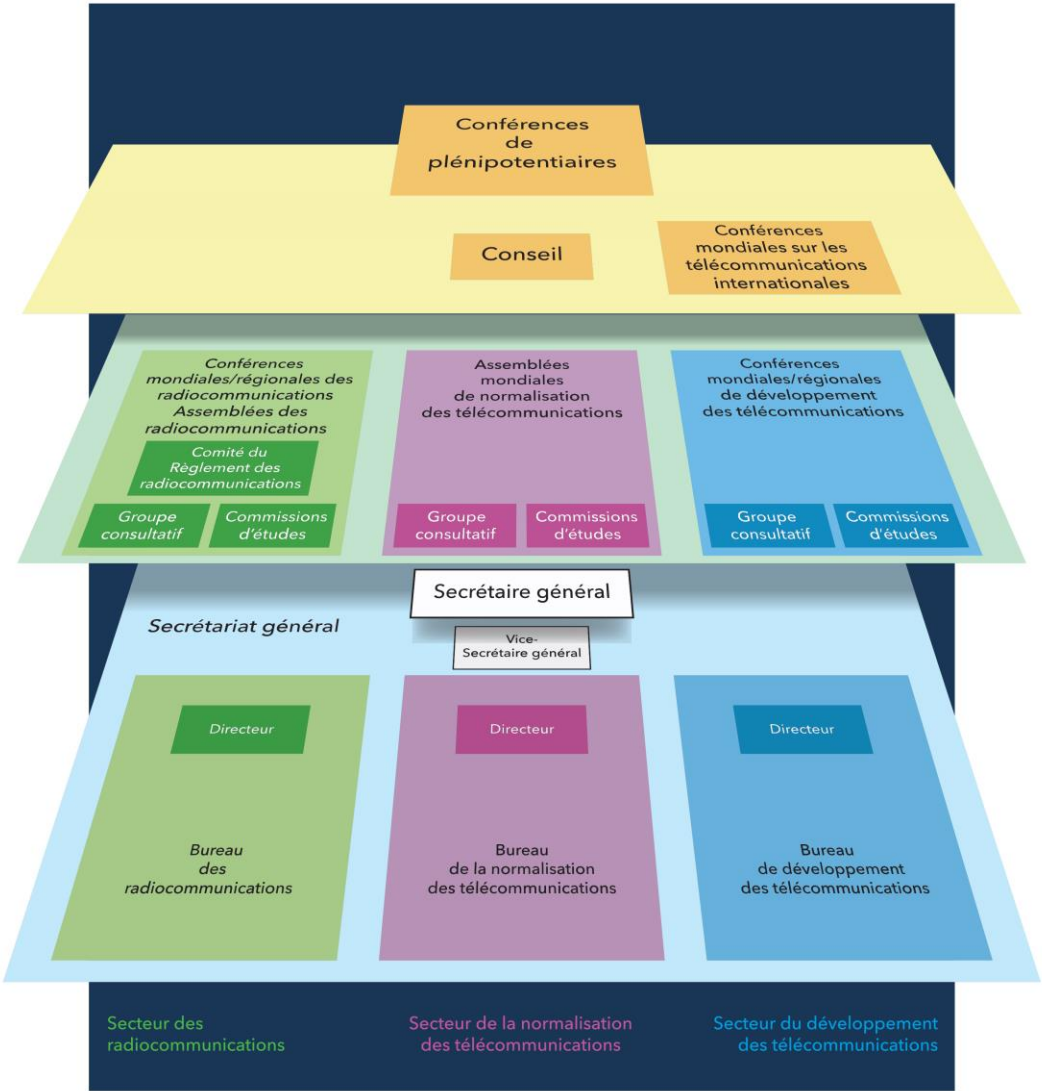 Conférences
de
plénipotentiaires
Conseil
Conférences
mondiales sur les
télécommunications
internationales
Conférences
mondiales/régionales des
radiocommunications
Assemblées des
radiocommunications
Comité du
Règlement des
radiocommunications
Groupe
consultatif
Commissions
d'études
Assemblées
mondiales
de normalisation
des télécommunications
Groupe
consultatif
Commissions
d'études
Conférences
mondiales/régionales
de développement
des télécommunications
Groupe
consultatif
Commissions
d'études
Secrétaire général
Secrétariat général
Vice-
Secrétaire général
Directeur
Bureau
des
radiocommunications
Directeur
Bureau
de la normalisation
des télécommunications
Directeur
Bureau
de développement
des télécommunications
Secteur des
radiocommunications
Secteur de la normalisation
des télécommunications
Secteur du développement
des télécommunications